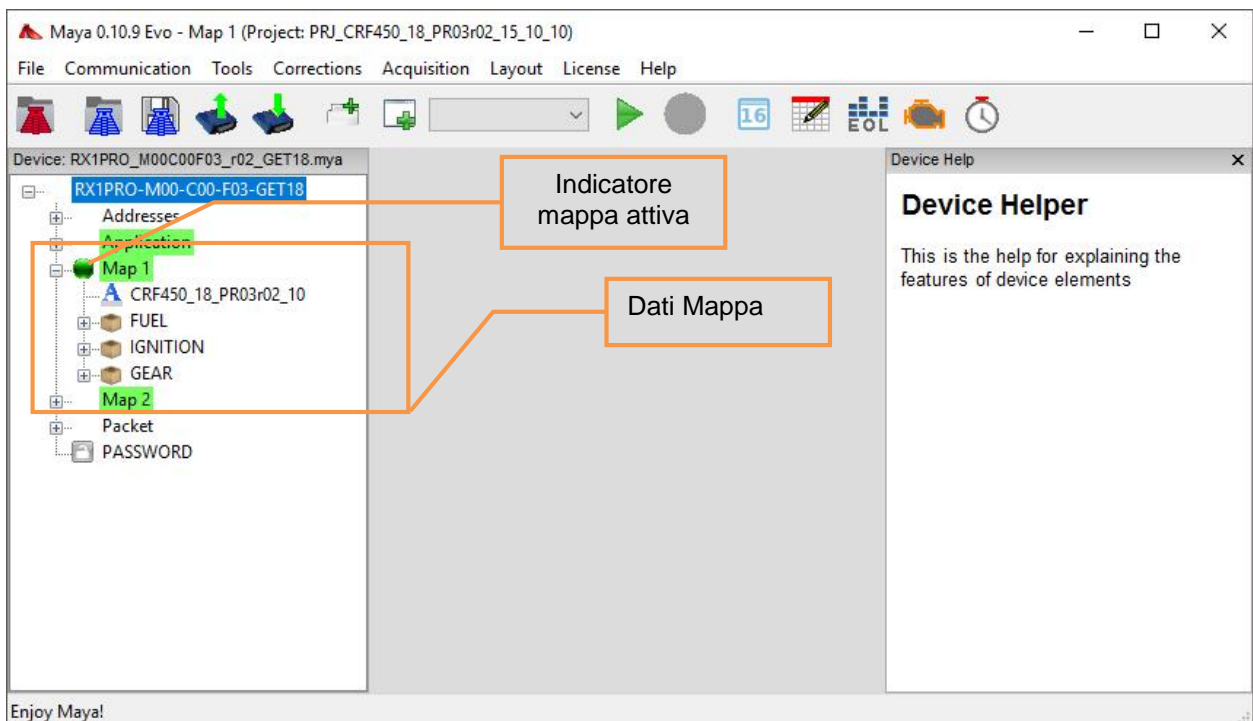 Maya 0.10.9 Evo - Map 1 (Project: PRJ_CRF450_18_PR03r02_15_10_10)
File Communication Tools Corrections Acquisition Layout License Help
16
EOL
Device: RX1PRO_M00C00F03_r02_GET18.mya
RX1PRO-M00-C00-F03-GET18
Addresses
Application
Map 1
CRF450_18_PR03r02_10
FUEL
IGNITION
GEAR
Map 2
Packet
PASSWORD
Indicatore
mappa attiva
Dati Mappa
Device Help
Device Helper
This is the help for explaining the
features of device elements
Enjoy Maya!